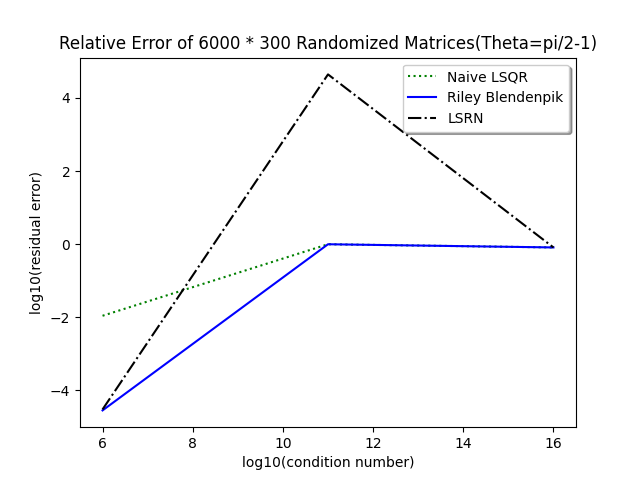 Relative Error of 6000 * 300 Randomized Matrices(Theta=pi/2-1)
Naive LSQR
Riley Blendenpik
LSRN
log10(residual error)
4
2
0
−2
−4
6
8
10
12
14
16
log10(condition number)